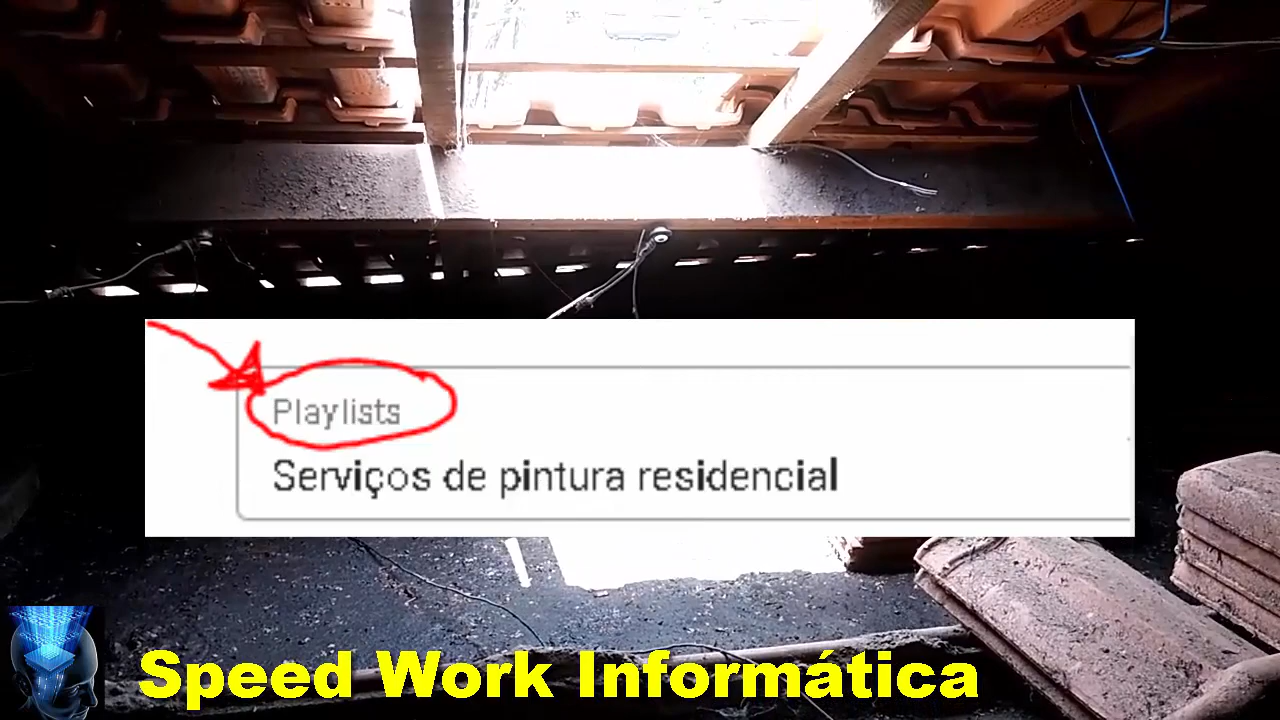 Playlists
Serviços de pintura residencial
Speed Work Informática